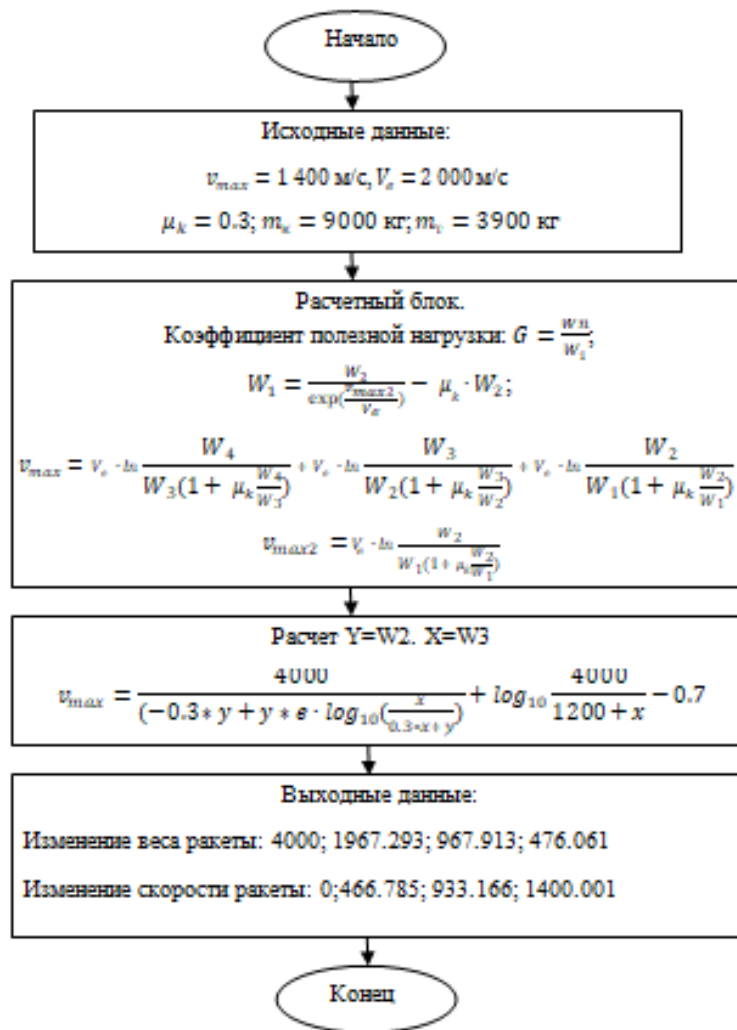 Начало
Исходные данные:
v_max = 1 400 м/с, V_e = 2 000 м/с
μ_k = 0.3; m_к = 9000 кг; m_т = 3900 кг
Расчетный блок.
Коэффициент полезной нагрузки: G = wn/W_1;
W_1 = W_2/exp(v_max2/V_e) − μ_k · W_2;
v_max = V_e · ln W_4/(W_3(1 + μ_k W_4/W_3)) + V_e · ln W_3/(W_2(1 + μ_k W_3/W_2)) + V_e · ln W_2/(W_1(1 + μ_k W_2/W_1))
v_max2 = V_e · ln W_2/(W_1(1 + μ_k W_2/W_1))
Расчет Y=W2. X=W3
v_max = 4000/((−0.3 * y + y * e · log_10(x/(0.3*x+y)) + log_10 4000/(1200 + x) − 0.7
Выходные данные:
Изменение веса ракеты: 4000; 1967.293; 967.913; 476.061
Изменение скорости ракеты: 0;466.785; 933.166; 1400.001
Конец